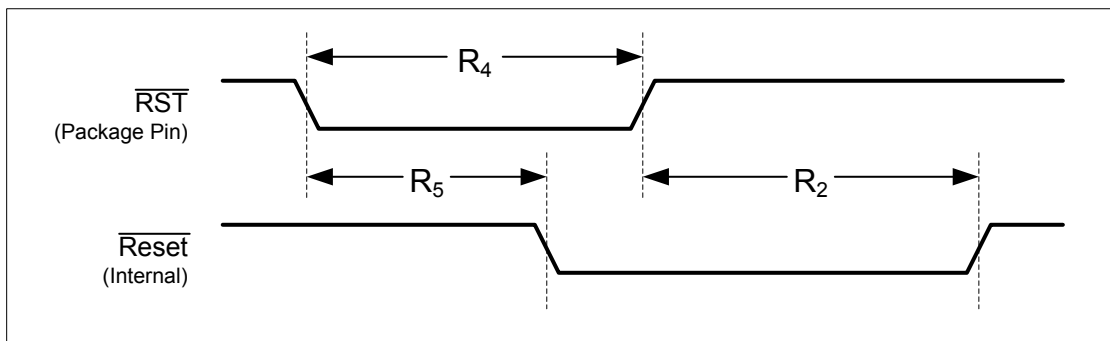 R₄
RST
(Package Pin)
R₅
R₂
Reset
(Internal)